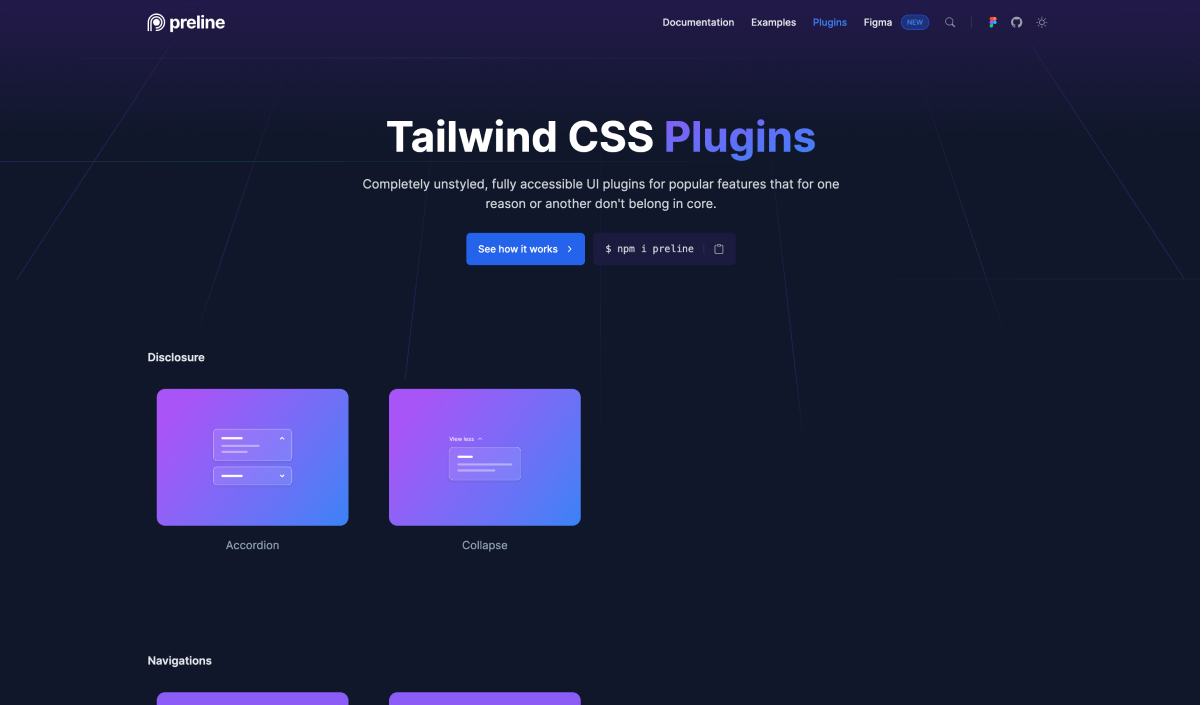 preline
Documentation Examples Plugins Figma NEW
Tailwind CSS Plugins
Completely unstyled, fully accessible UI plugins for popular features that for one
reason or another don't belong in core.
See how it works
$ npm i preline
Disclosure
View less
Accordion
Collapse
Navigations